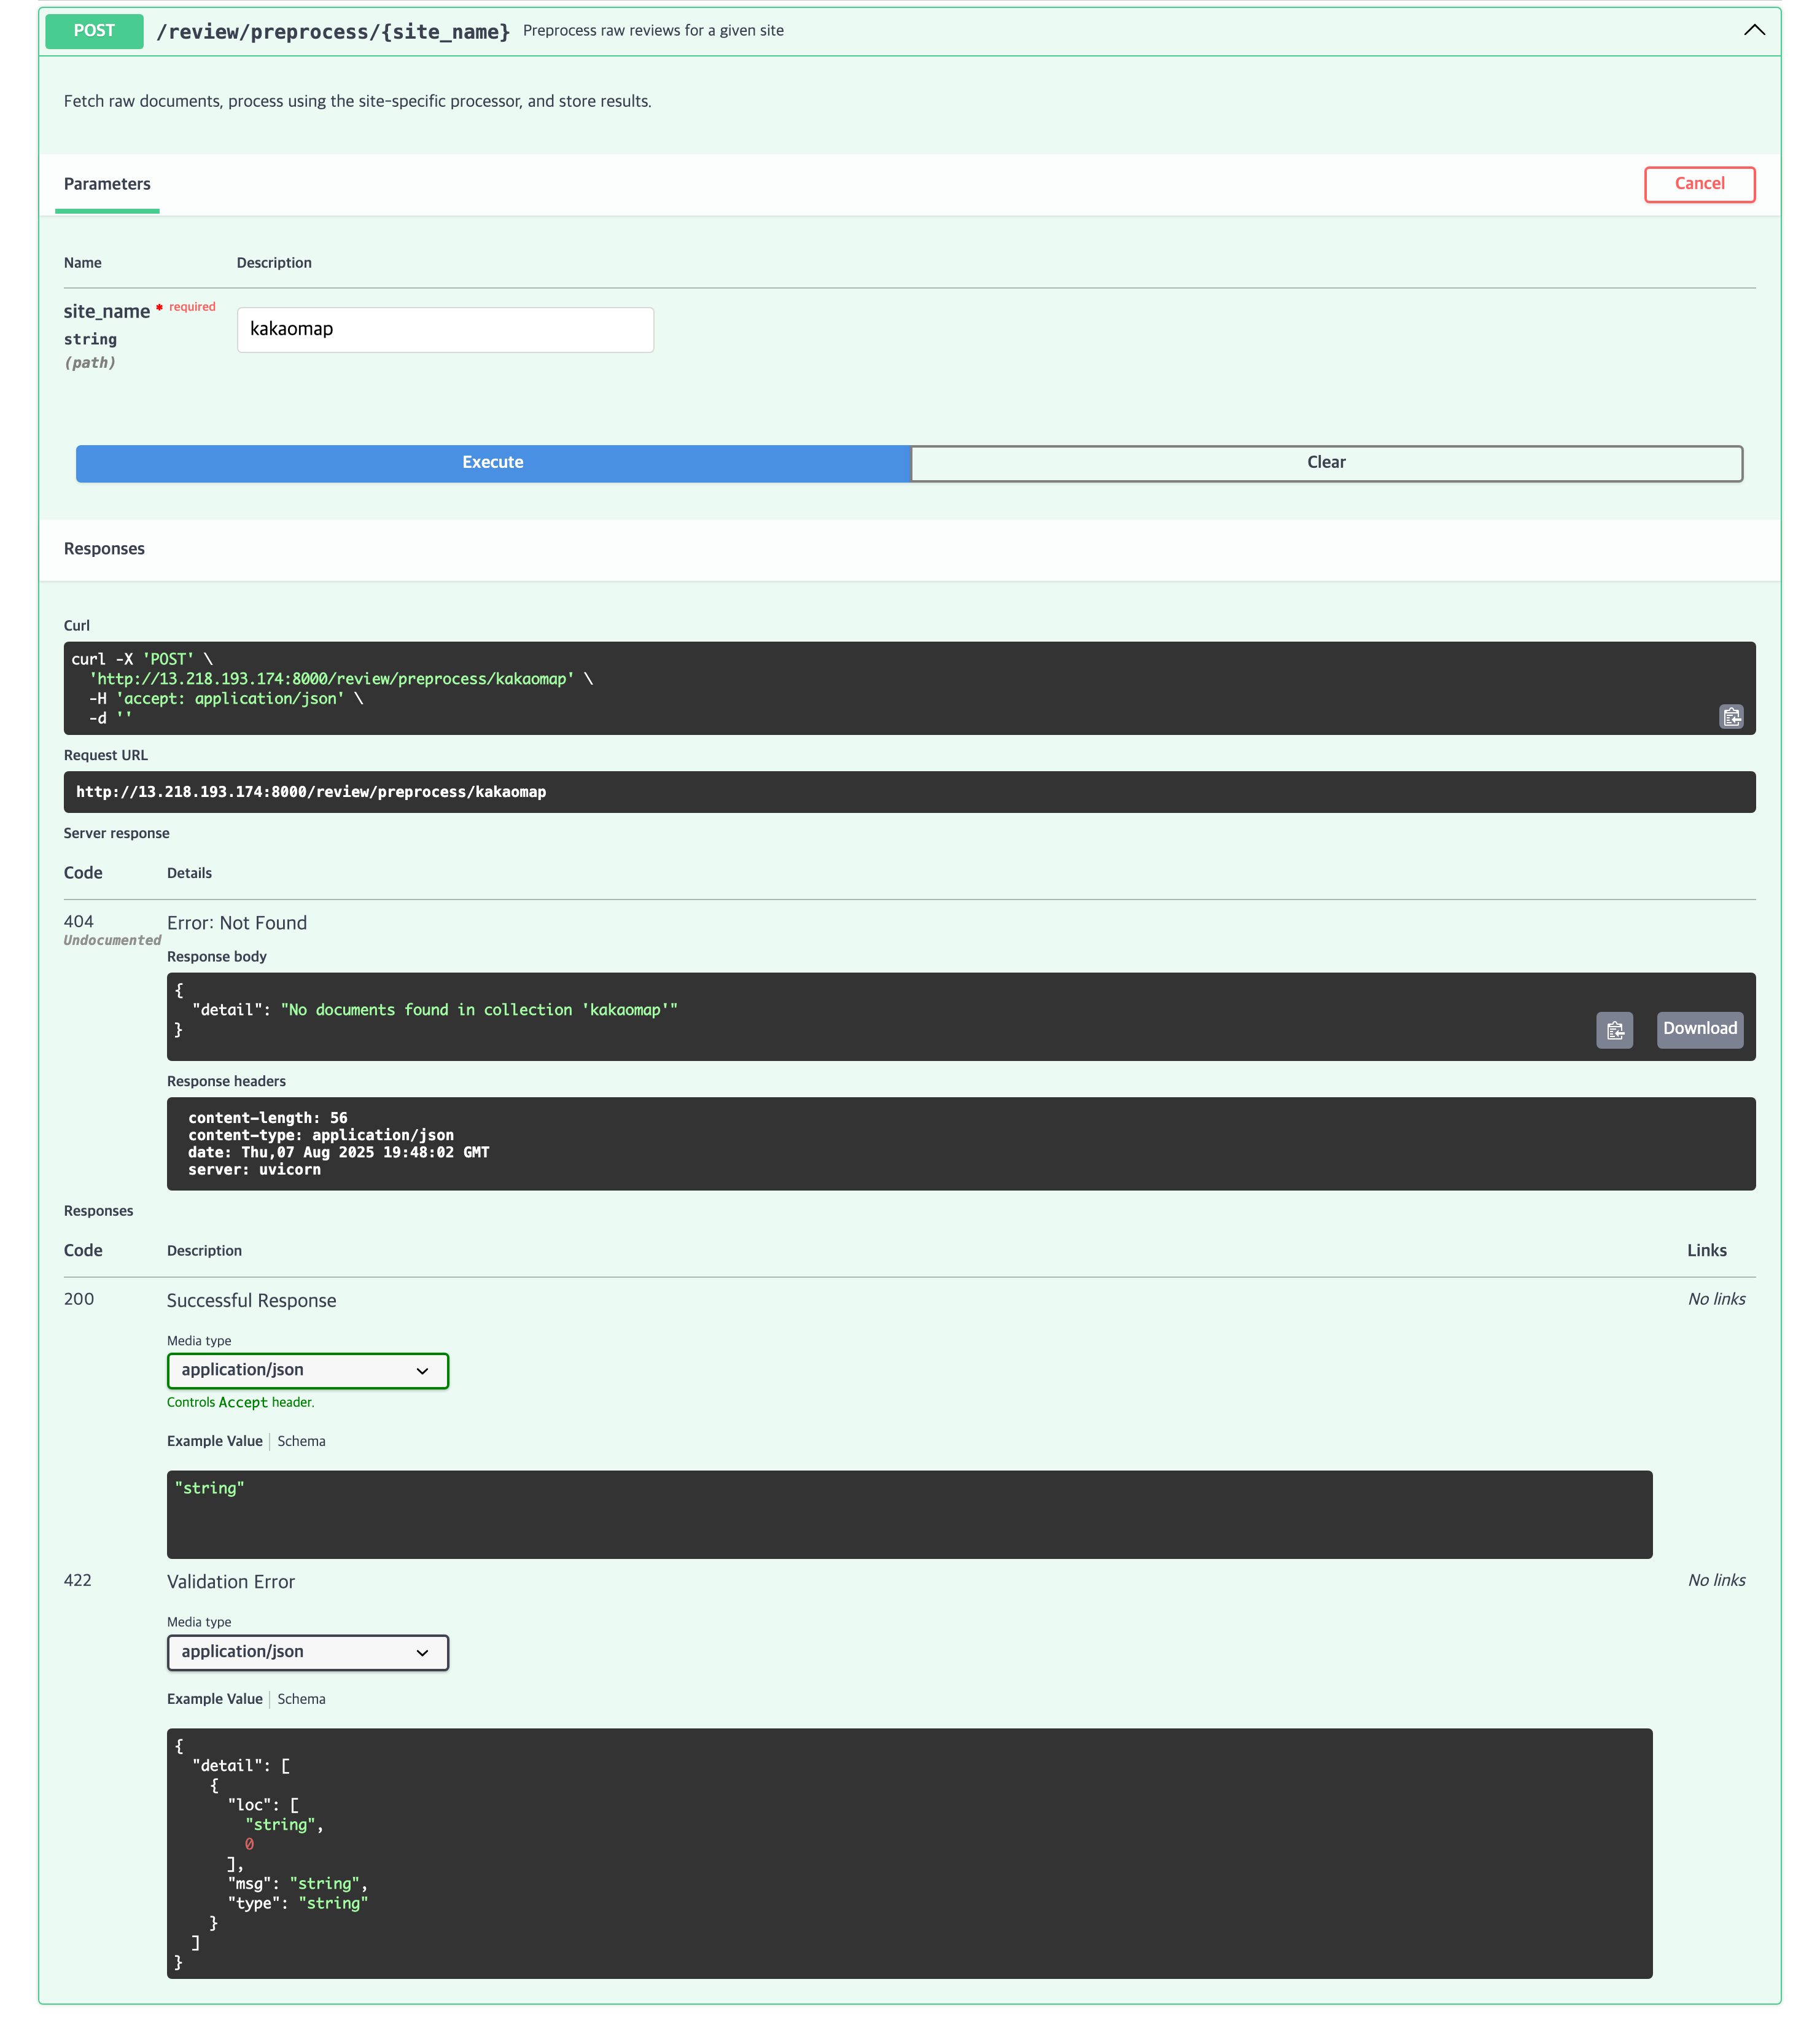 POST /review/preprocess/{site_name} Preprocess raw reviews for a given site
Fetch raw documents, process using the site-specific processor, and store results.
Parameters
Cancel
Name Description
site_name * required
string
(path)
kakaomap
Execute Clear
Responses
Curl
curl -X 'POST' \
  'http://13.218.193.174:8000/review/preprocess/kakaomap' \
  -H 'accept: application/json' \
  -d ''
Request URL
http://13.218.193.174:8000/review/preprocess/kakaomap
Server response
Code Details
404 Error: Not Found
Undocumented
Response body
{
  "detail": "No documents found in collection 'kakaomap'"
}
Download
Response headers
content-length: 56
content-type: application/json
date: Thu,07 Aug 2025 19:48:02 GMT
server: uvicorn
Responses
Code Description Links
200 Successful Response No links
Media type
application/json
Controls Accept header.
Example Value Schema
"string"
422 Validation Error No links
Media type
application/json
Example Value Schema
{
  "detail": [
    {
      "loc": [
        "string",
        0
      ],
      "msg": "string",
      "type": "string"
    }
  ]
}